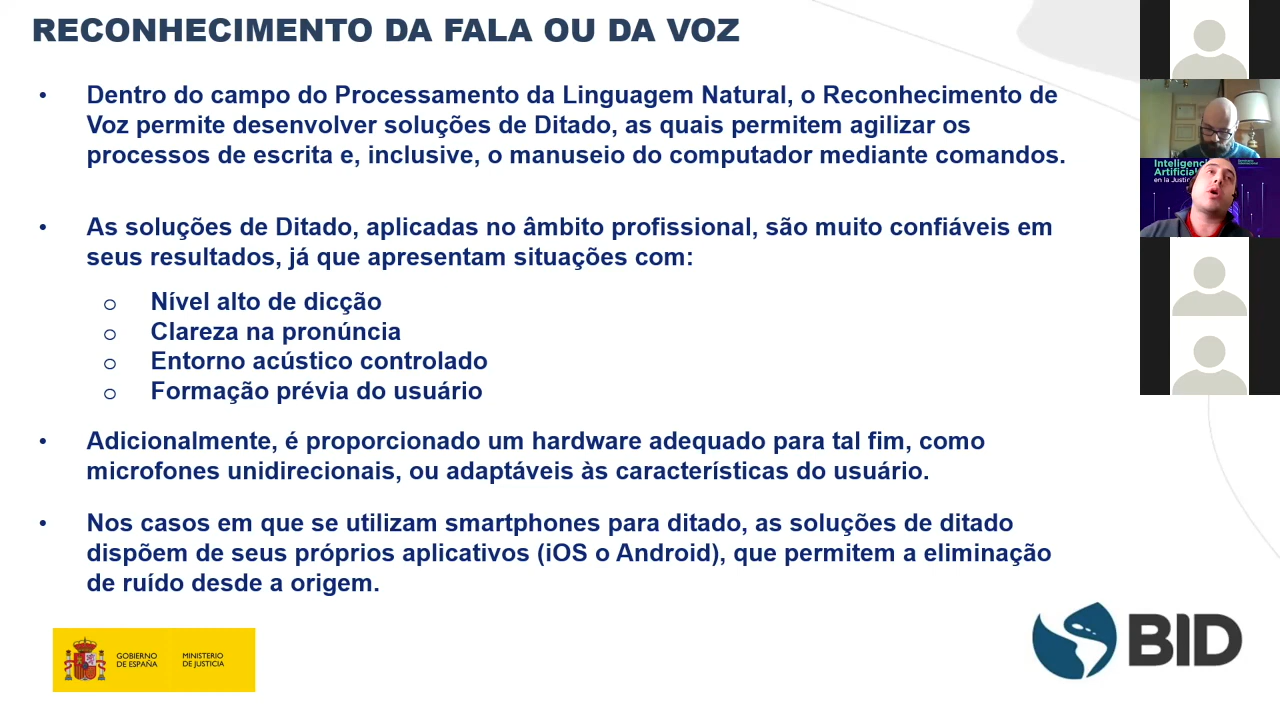 RECONHECIMENTO DA FALA OU DA VOZ
• Dentro do campo do Processamento da Linguagem Natural, o Reconhecimento de
Voz permite desenvolver soluções de Ditado, as quais permitem agilizar os
processos de escrita e, inclusive, o manuseio do computador mediante comandos.
• As soluções de Ditado, aplicadas no âmbito profissional, são muito confiáveis em
seus resultados, já que apresentam situações com:
o Nível alto de dicção
o Clareza na pronúncia
o Entorno acústico controlado
o Formação prévia do usuário
• Adicionalmente, é proporcionado um hardware adequado para tal fim, como
microfones unidirecionais, ou adaptáveis às características do usuário.
• Nos casos em que se utilizam smartphones para ditado, as soluções de ditado
dispõem de seus próprios aplicativos (iOS o Android), que permitem a eliminação
de ruído desde a origem.
GOBIERNO
DE ESPAÑA
MINISTERIO
DE JUSTICIA
BID
Inteligenc
Artificial
en la Justic